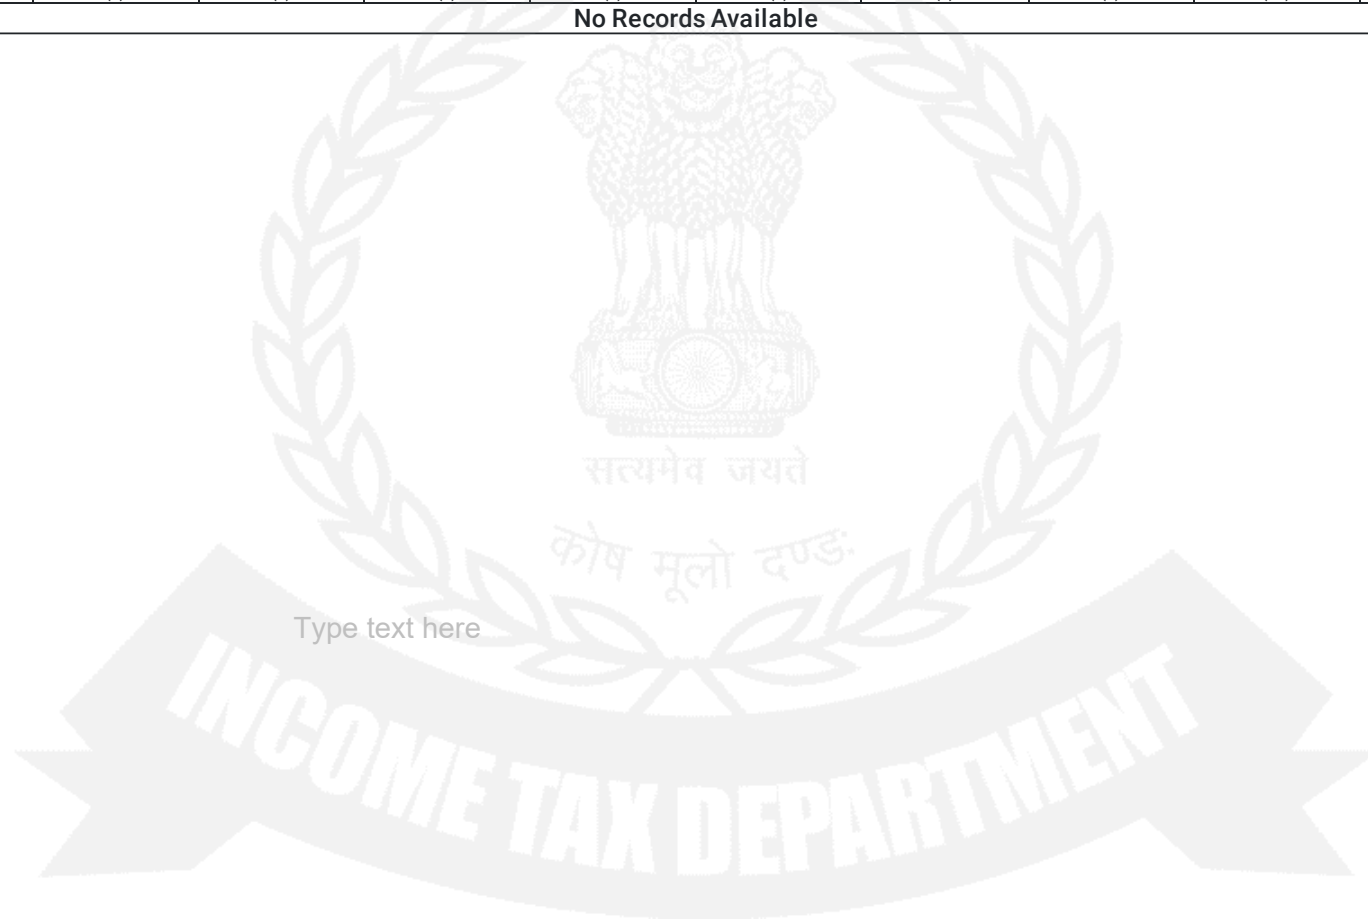 No Records Available
सत्यमेव जयते
कोष मूलो दण्ड:
Type text here
INCOME TAX DEPARTMENT